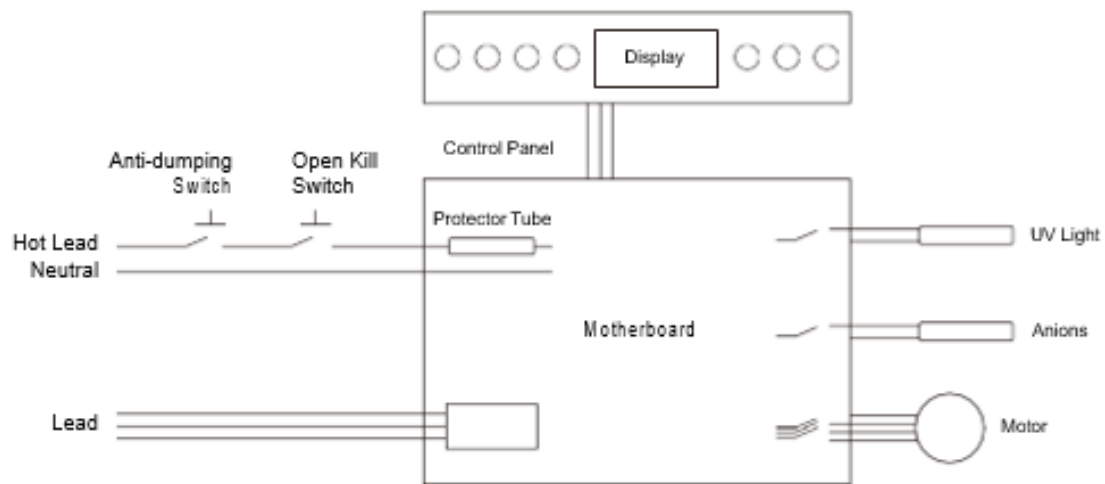 Display
Control Panel
Anti-dumping
Switch
Open Kill
Switch
Protector Tube
Hot Lead
Neutral
UV Light
Motherboard
Anions
Lead
Motor